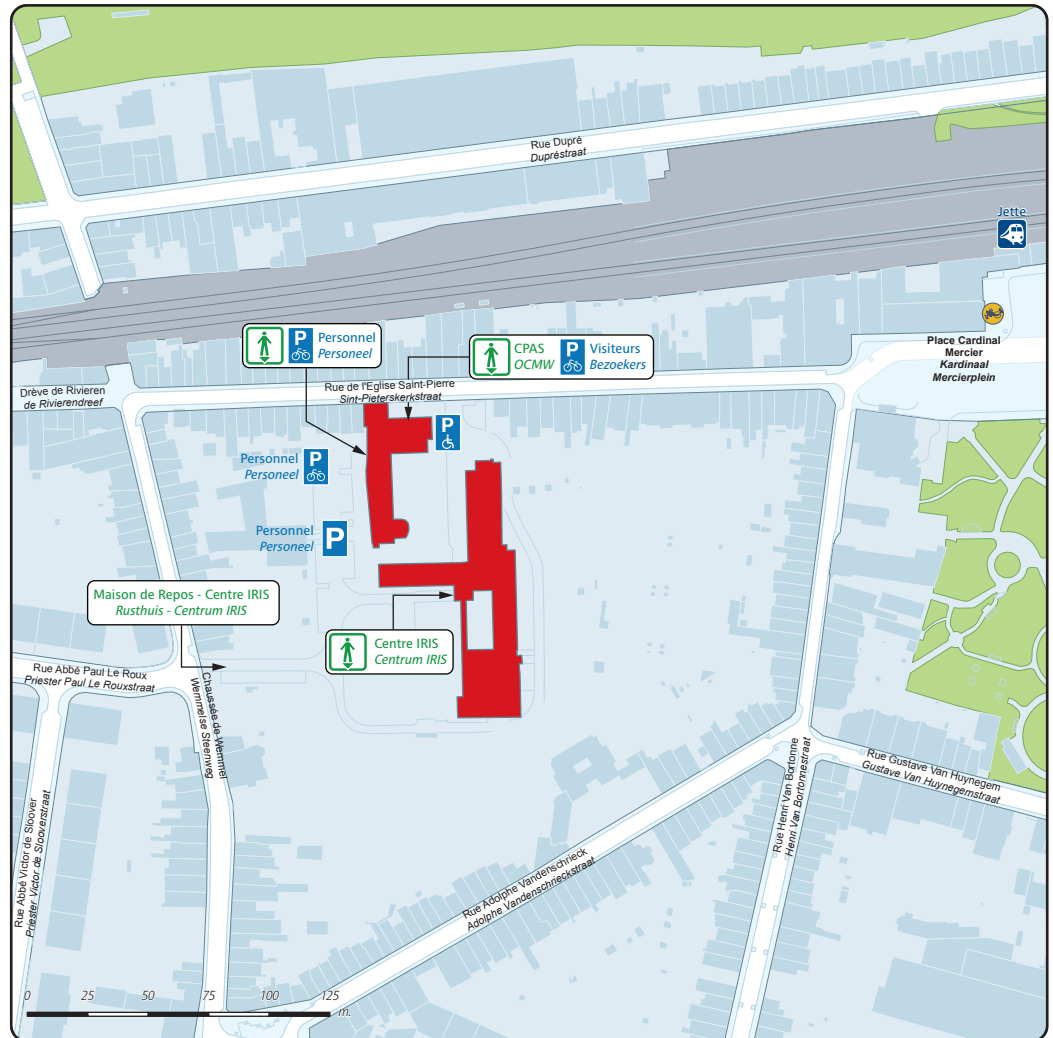 Rue Dupré
Dupréstraat
Jette
P
Personnel
Personeel
CPAS
OCMW
P
Visiteurs
Bezoekers
Place Cardinal
Mercier
Kardinaal
Mercierplein
Drève de Rivieren
de Rivierendreef
Rue de l'Eglise Saint-Pierre
Sint-Pieterskerkstraat
P
Personnel
Personeel
P
Personnel
Personeel
P
Maison de Repos - Centre IRIS
Rusthuis - Centrum IRIS
Centre IRIS
Centrum IRIS
Rue Abbé Paul Le Roux
Priester Paul Le Rouxstraat
Chaussée de Wemmel
Wemmelse Steenweg
Rue Gustave Van Huynegem
Gustave Van Huynegemstraat
Rue Henri Van Bortonne
Henri Van Bortonnestraat
Rue Abbé Victor de Sloover
Priester Victor de Slooverstraat
Rue Adolphe Vandenschrieck
Adolphe Vandenschrieckstraat
0 25 50 75 100 125
m.